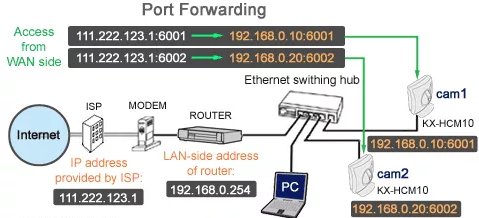 Port Forwarding
Access
from
WAN side
111.222.123.1:6001 192.168.0.10:6001
111.222.123.1:6002 192.168.0.20:6002
Ethernet swithing hub
cam1
KX-HCM10
192.168.0.10:6001
ISP
MODEM
ROUTER
Internet
IP address
provided by ISP:
111.222.123.1
LAN-side address
of router:
192.168.0.254
PC
cam2
KX-HCM10
192.168.0.20:6002